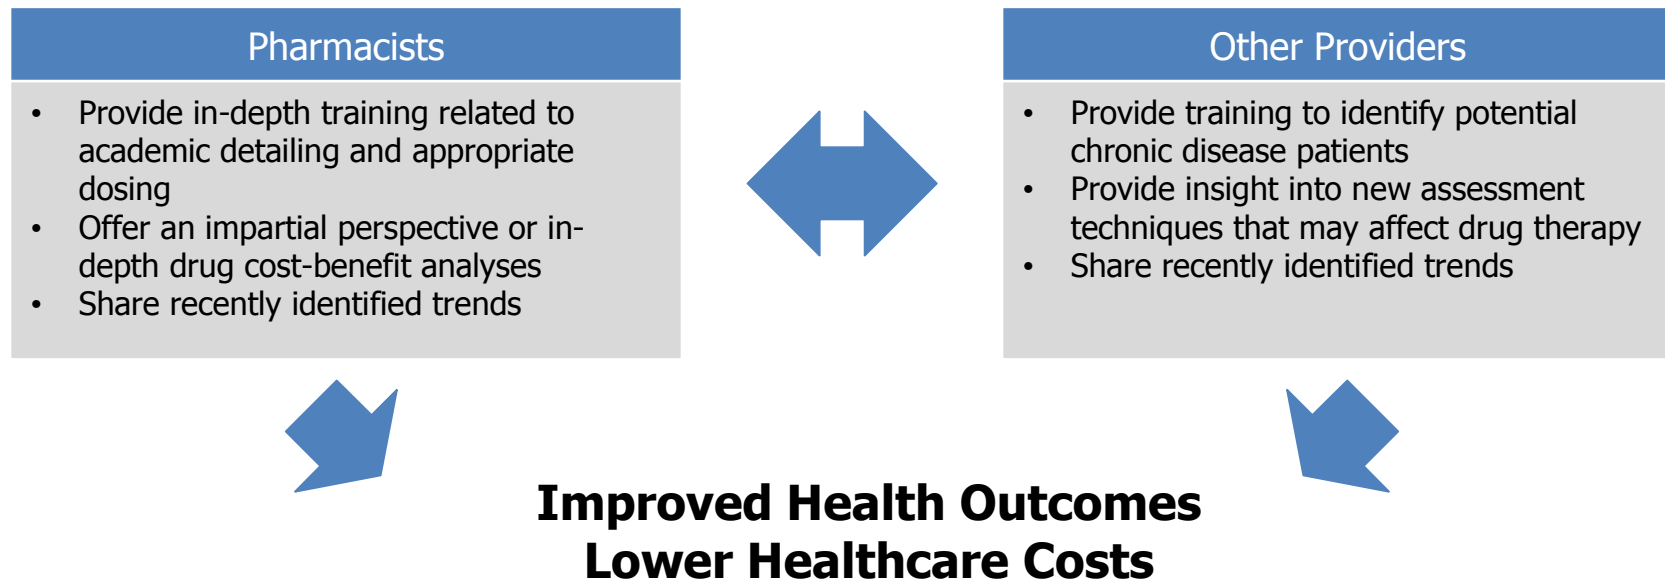 Pharmacists
• Provide in-depth training related to
academic detailing and appropriate
dosing
• Offer an impartial perspective or in-
depth drug cost-benefit analyses
• Share recently identified trends
Other Providers
• Provide training to identify potential
chronic disease patients
• Provide insight into new assessment
techniques that may affect drug therapy
• Share recently identified trends
Improved Health Outcomes
Lower Healthcare Costs